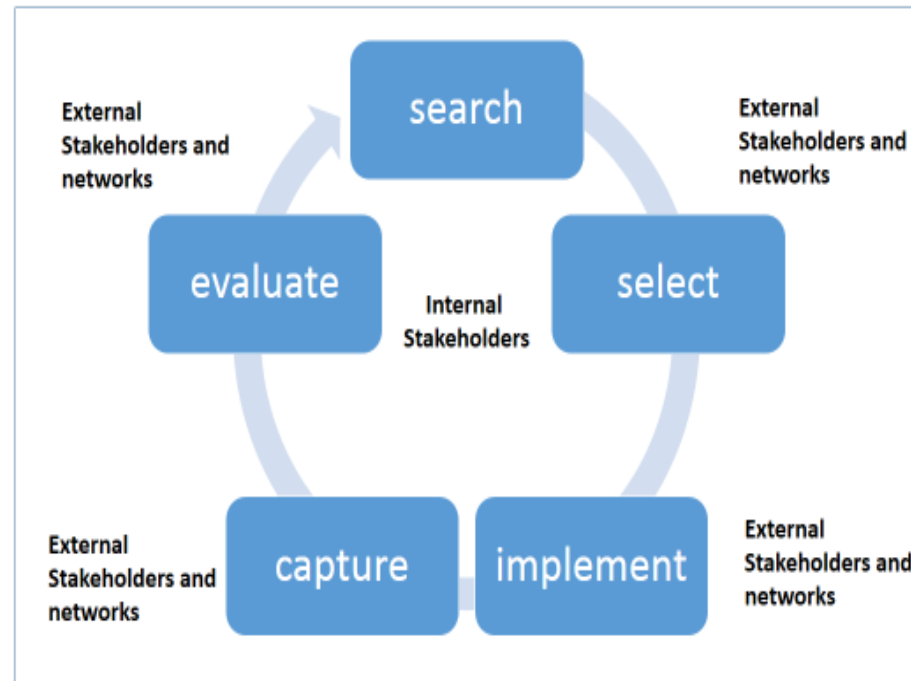 search
External
Stakeholders and
networks
External
Stakeholders and
networks
evaluate
select
Internal
Stakeholders
External
Stakeholders and
networks
capture
implement
External
Stakeholders and
networks